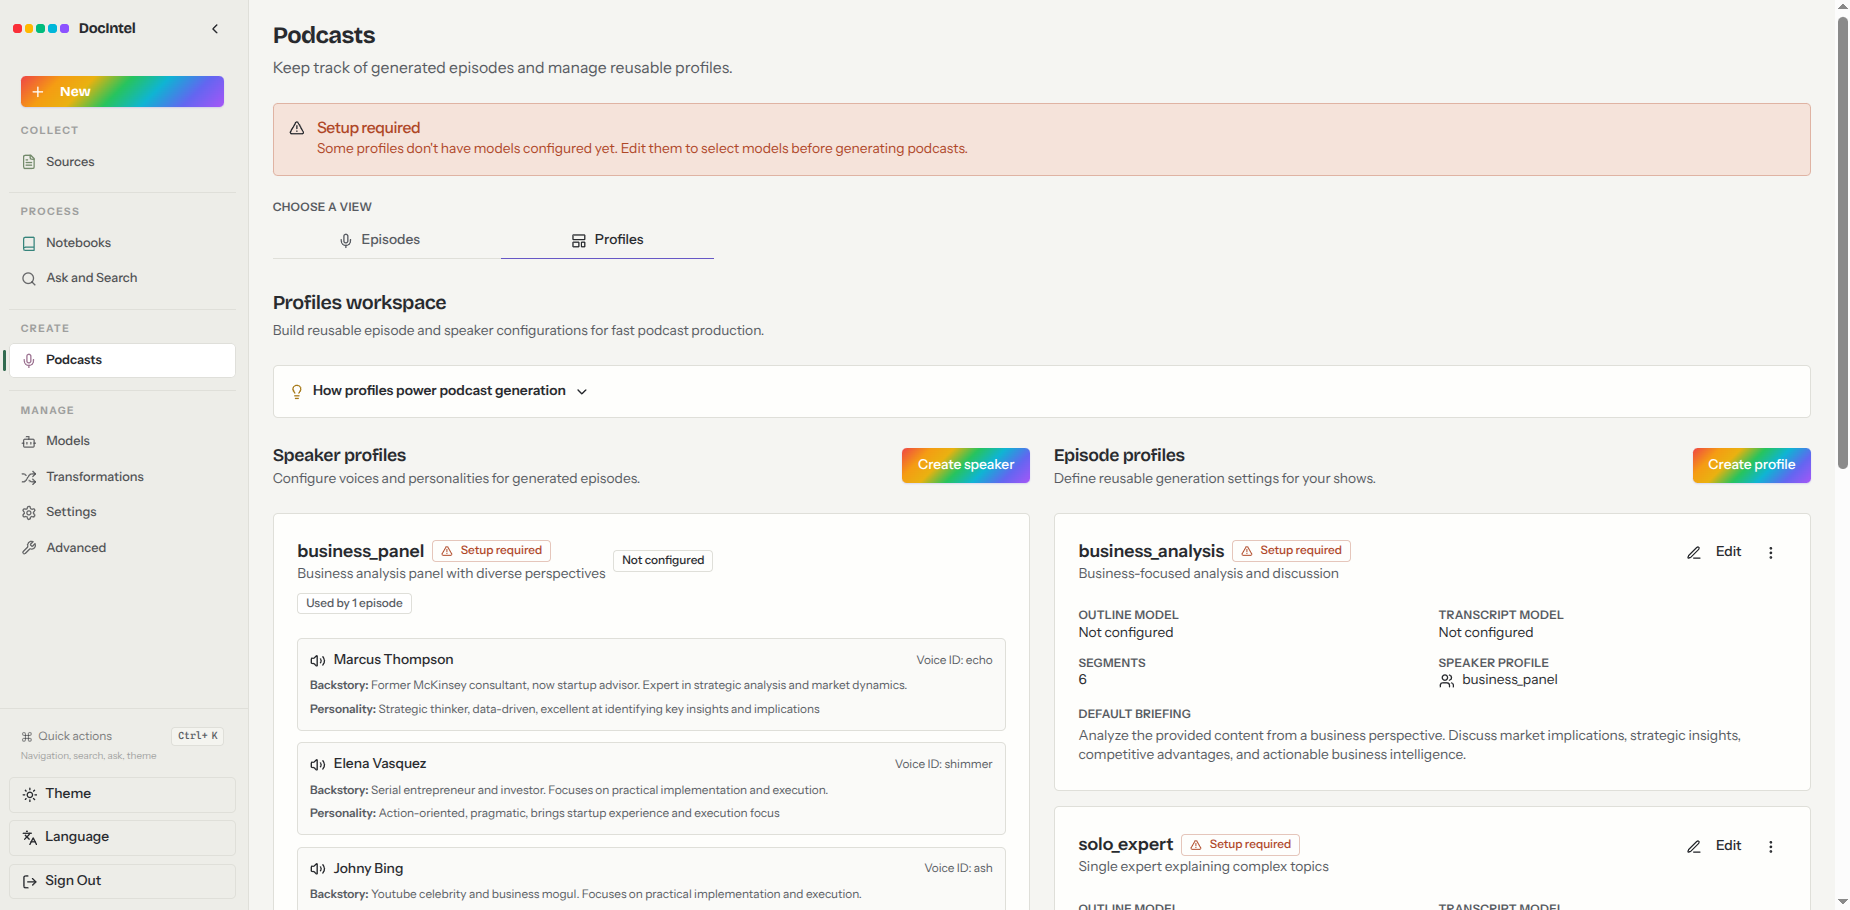 DocIntel
New
COLLECT
Sources
PROCESS
Notebooks
Ask and Search
CREATE
Podcasts
MANAGE
Models
Transformations
Settings
Advanced
Quick actions
Ctrl+ K
Navigation, search, ask, theme
Theme
Language
Sign Out
Podcasts
Keep track of generated episodes and manage reusable profiles.
Setup required
Some profiles don't have models configured yet. Edit them to select models before generating podcasts.
CHOOSE A VIEW
Episodes
Profiles
Profiles workspace
Build reusable episode and speaker configurations for fast podcast production.
How profiles power podcast generation
Speaker profiles
Configure voices and personalities for generated episodes.
Create speaker
business_panel
Setup required
Business analysis panel with diverse perspectives
Not configured
Used by 1 episode
Marcus Thompson
Voice ID: echo
Backstory: Former McKinsey consultant, now startup advisor. Expert in strategic analysis and market dynamics.
Personality: Strategic thinker, data-driven, excellent at identifying key insights and implications
Elena Vasquez
Voice ID: shimmer
Backstory: Serial entrepreneur and investor. Focuses on practical implementation and execution.
Personality: Action-oriented, pragmatic, brings startup experience and execution focus
Johny Bing
Voice ID: ash
Backstory: Youtube celebrity and business mogul. Focuses on practical implementation and execution.
Episode profiles
Define reusable generation settings for your shows.
Create profile
business_analysis
Setup required
Edit
Business-focused analysis and discussion
OUTLINE MODEL
Not configured
TRANSCRIPT MODEL
Not configured
SEGMENTS
6
SPEAKER PROFILE
business_panel
DEFAULT BRIEFING
Analyze the provided content from a business perspective. Discuss market implications, strategic insights,
competitive advantages, and actionable business intelligence.
solo_expert
Setup required
Edit
Single expert explaining complex topics
OUTLINE MODEL
TRANSCRIPT MODEL